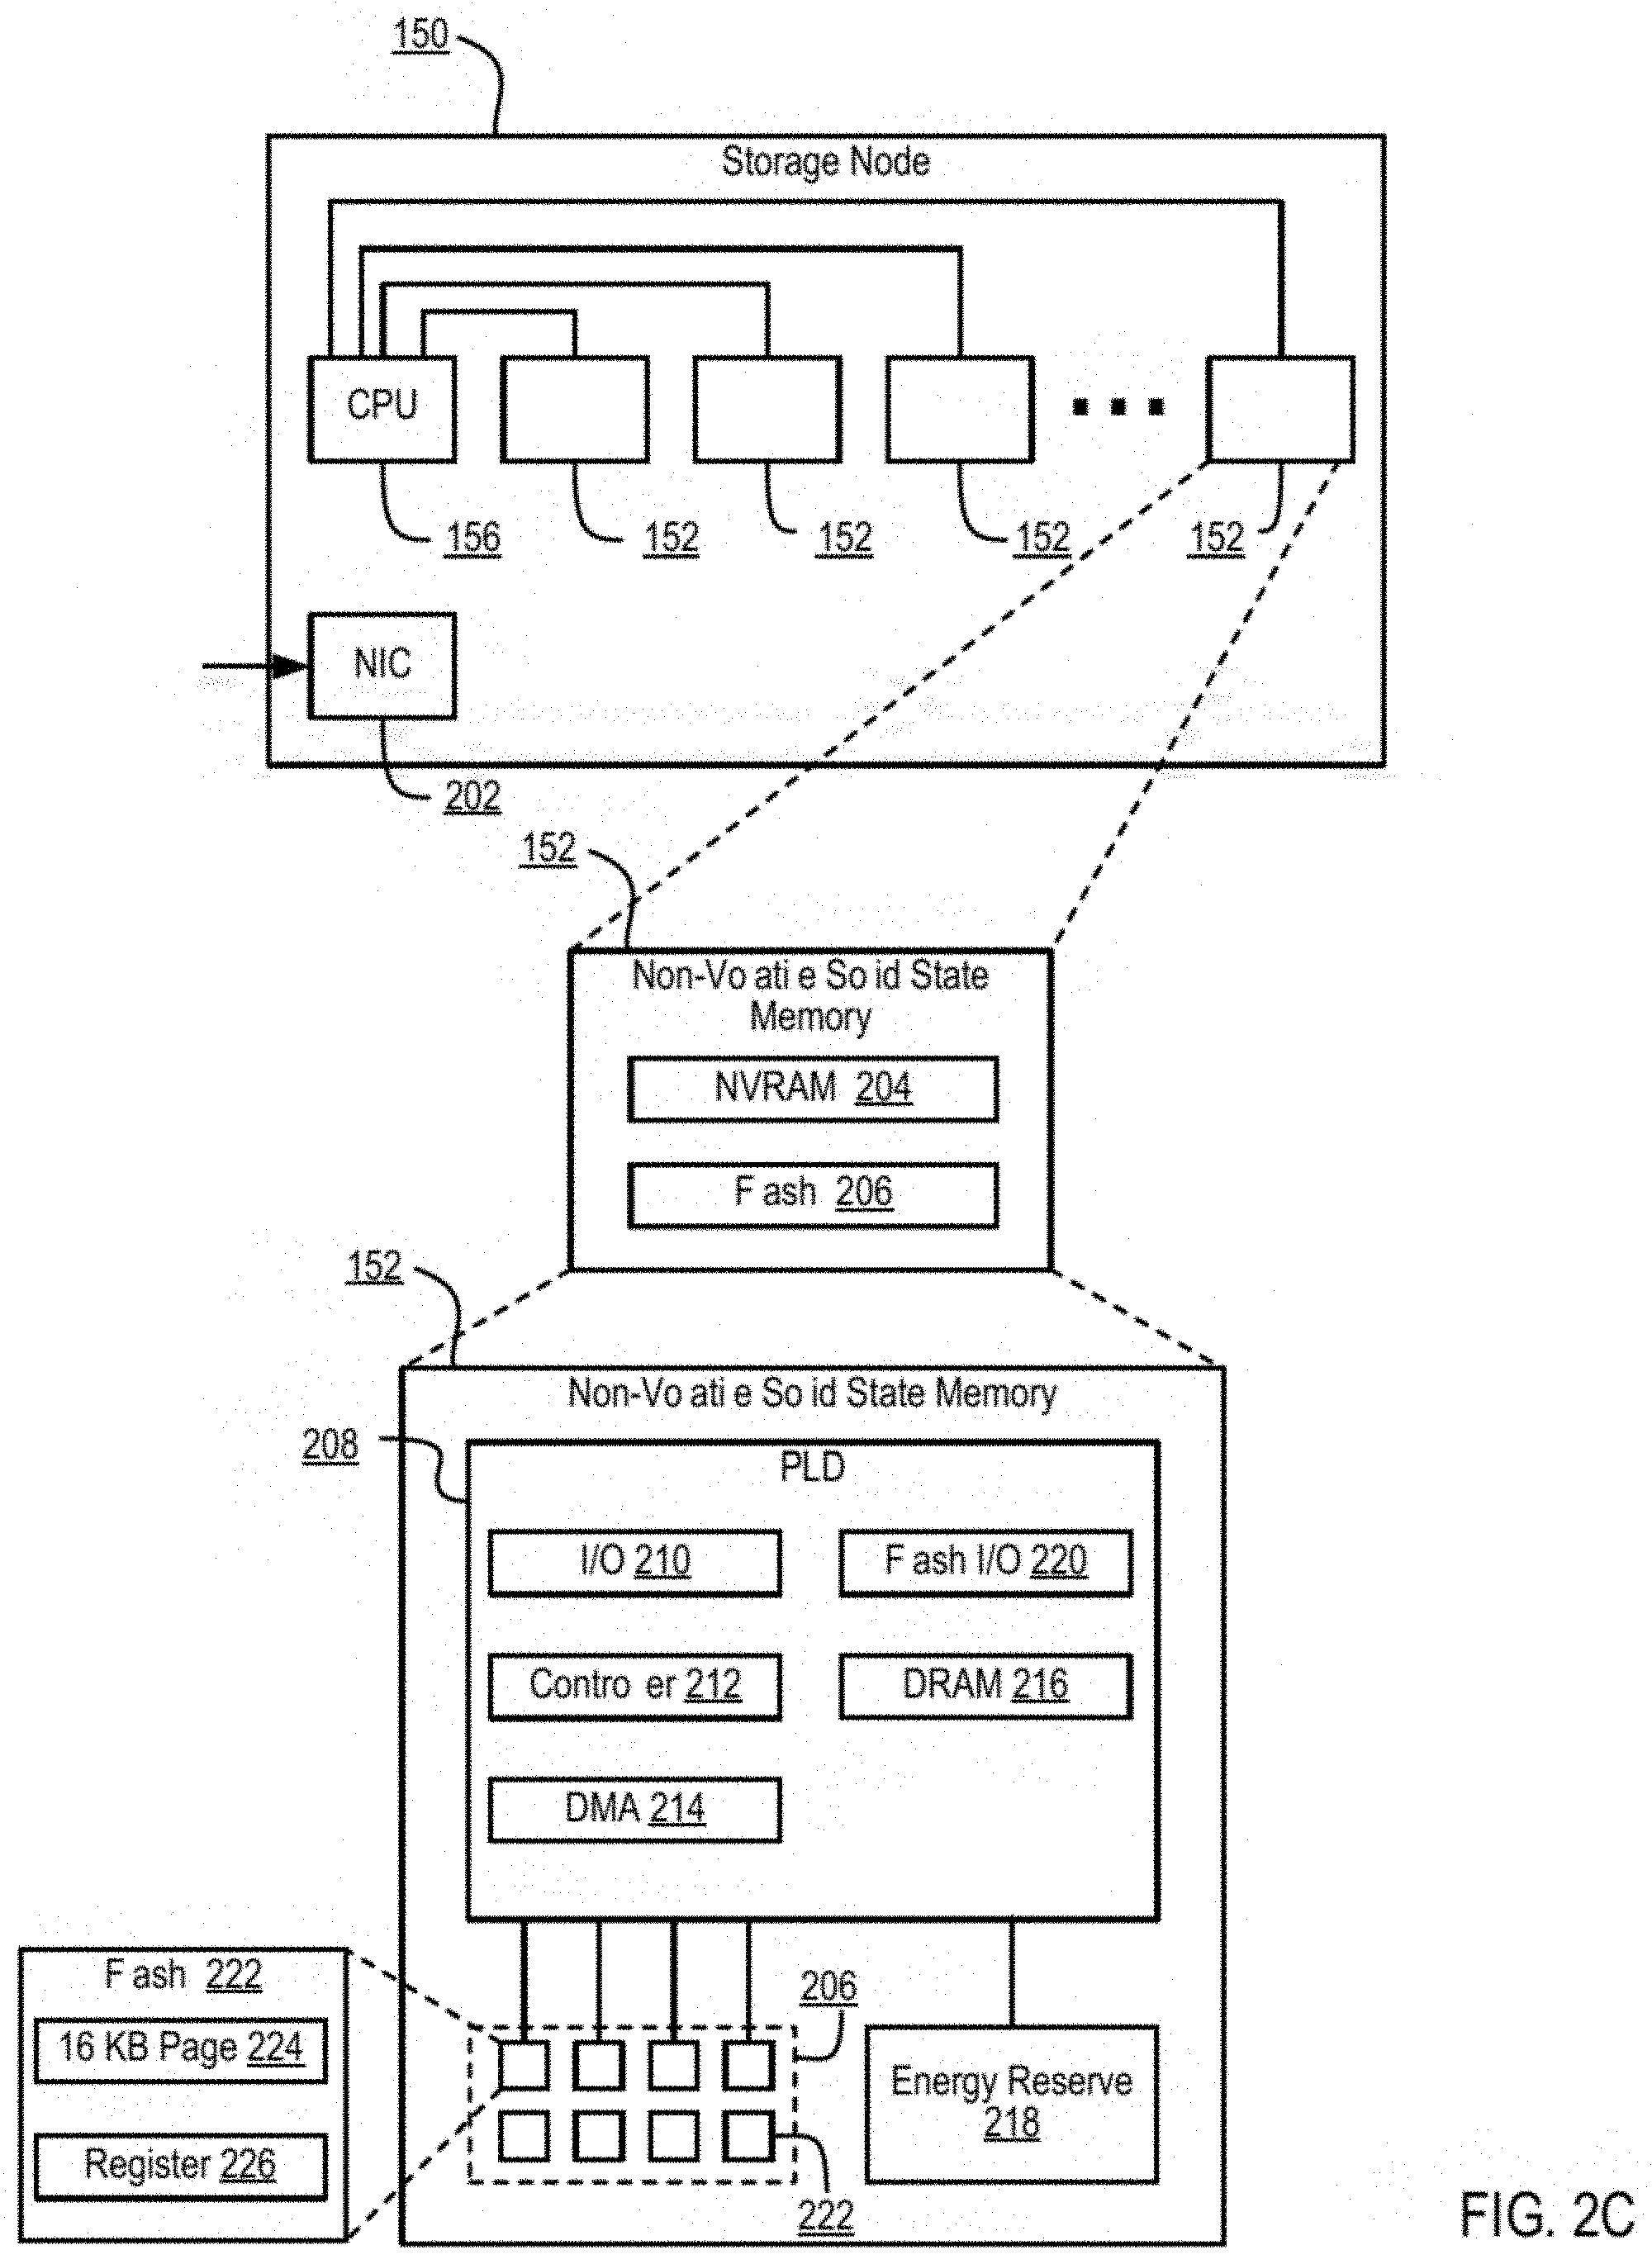 150
Storage Node
CPU
156
152
152
152
152
NIC
202
152
Non-Vo ati e So id State
Memory
NVRAM 204
F ash 206
152
Non-Vo ati e So id State Memory
208
PLD
I/O 210
F ash I/O 220
Contro er 212
DRAM 216
DMA 214
F ash 222
16 KB Page 224
Register 226
206
Energy Reserve
218
222
FIG. 2C